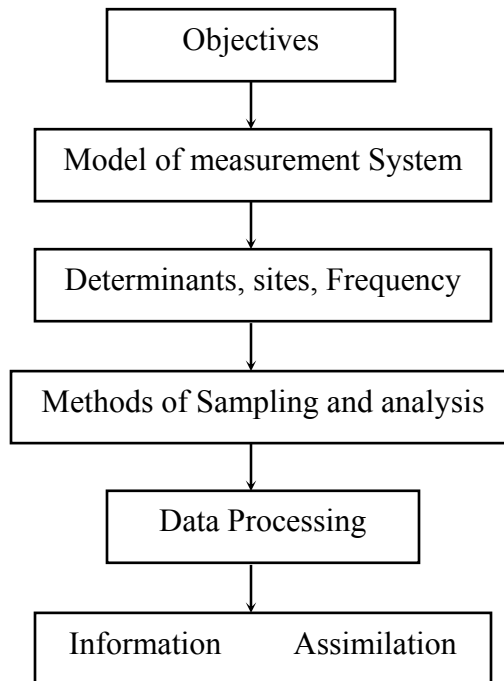 Objectives
Model of measurement System
Determinants, sites, Frequency
Methods of Sampling and analysis
Data Processing
Information Assimilation